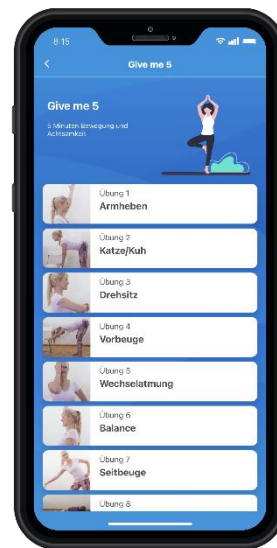 8:15
Give me 5
Give me 5
5 Minuten Bewegung und
Achtsamkeit
Übung 1
Armheben
Übung 2
Katze/Kuh
Übung 3
Drehsitz
Übung 4
Vorbeuge
Übung 5
Wechselatmung
Übung 6
Balance
Übung 7
Seitbeuge
Übung 8